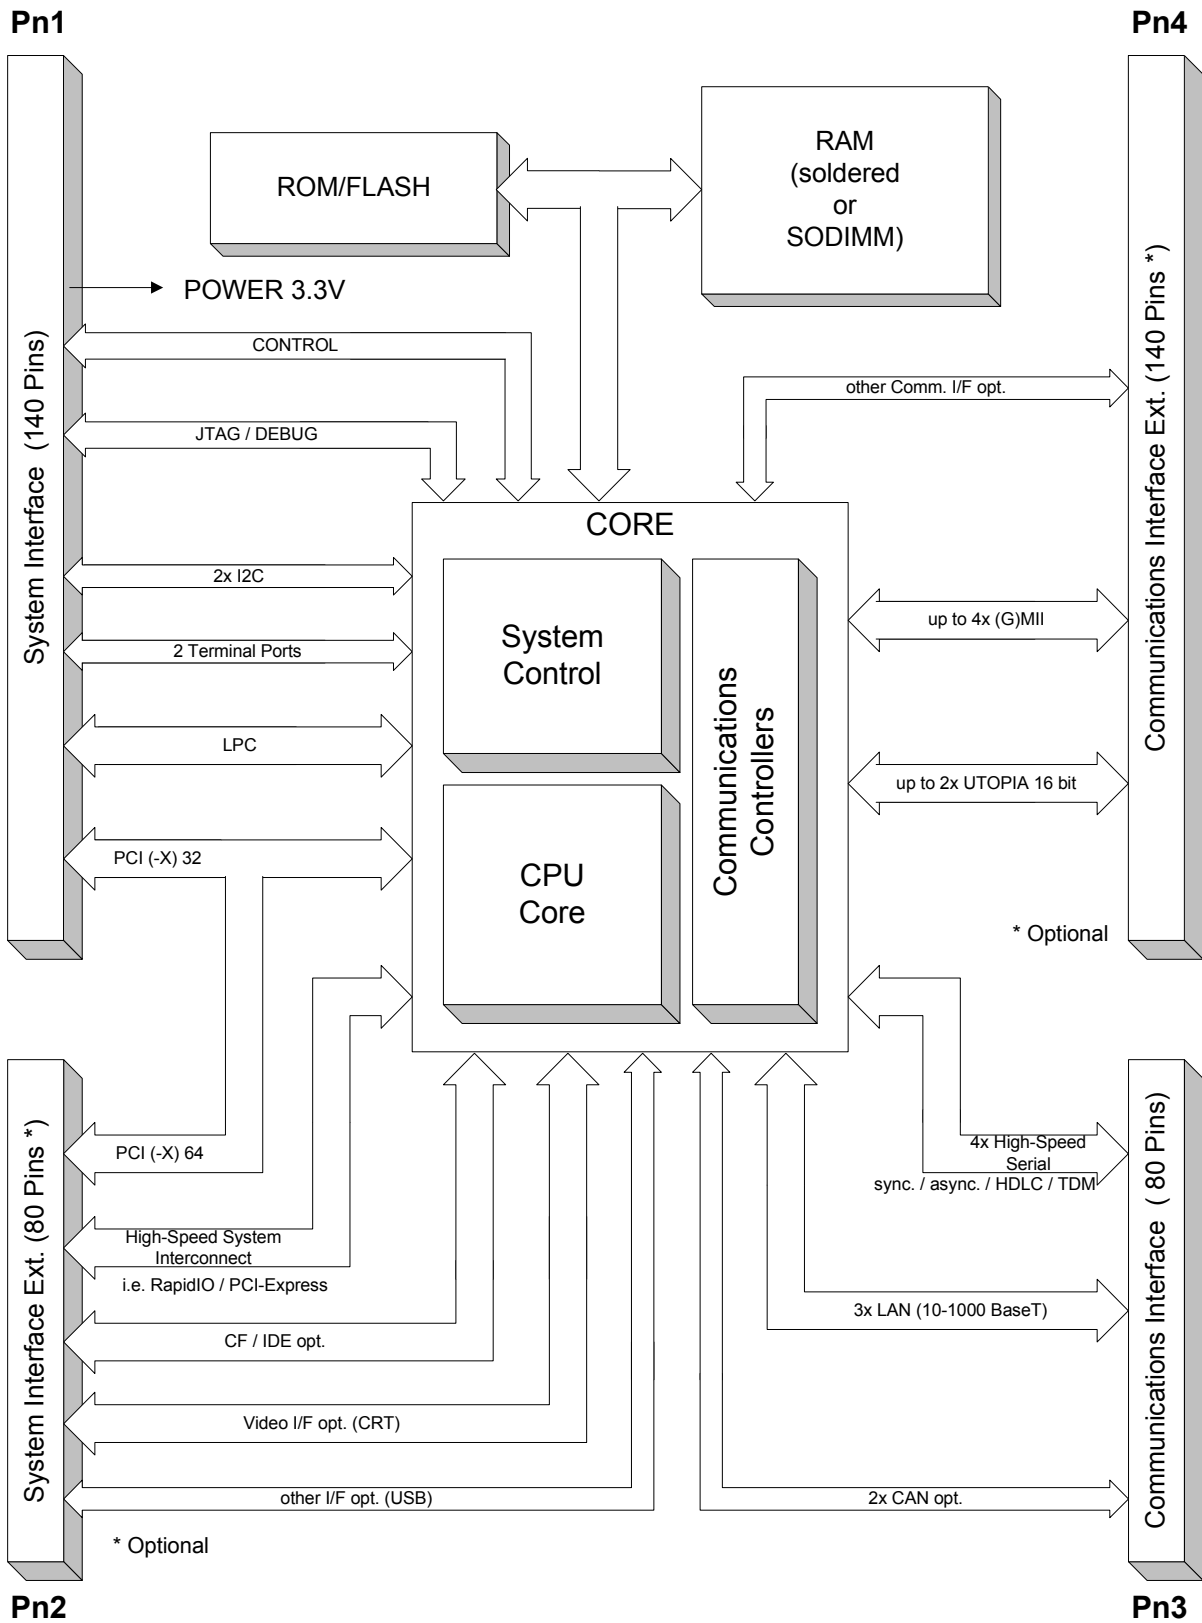 Pn1
Pn4
ROM/FLASH
RAM
(soldered
or
SODIMM)
POWER 3.3V
System Interface (140 Pins)
Communications Interface Ext. (140 Pins *)
CONTROL
other Comm. I/F opt.
JTAG / DEBUG
CORE
2x I2C
System
Control
Communications
Controllers
up to 4x (G)MII
2 Terminal Ports
LPC
up to 2x UTOPIA 16 bit
PCI (-X) 32
CPU
Core
* Optional
System Interface Ext. (80 Pins *)
Communications Interface ( 80 Pins)
PCI (-X) 64
4x High-Speed
Serial
sync. / async. / HDLC / TDM
High-Speed System
Interconnect
i.e. RapidIO / PCI-Express
3x LAN (10-1000 BaseT)
CF / IDE opt.
Video I/F opt. (CRT)
other I/F opt. (USB)
2x CAN opt.
* Optional
Pn2
Pn3